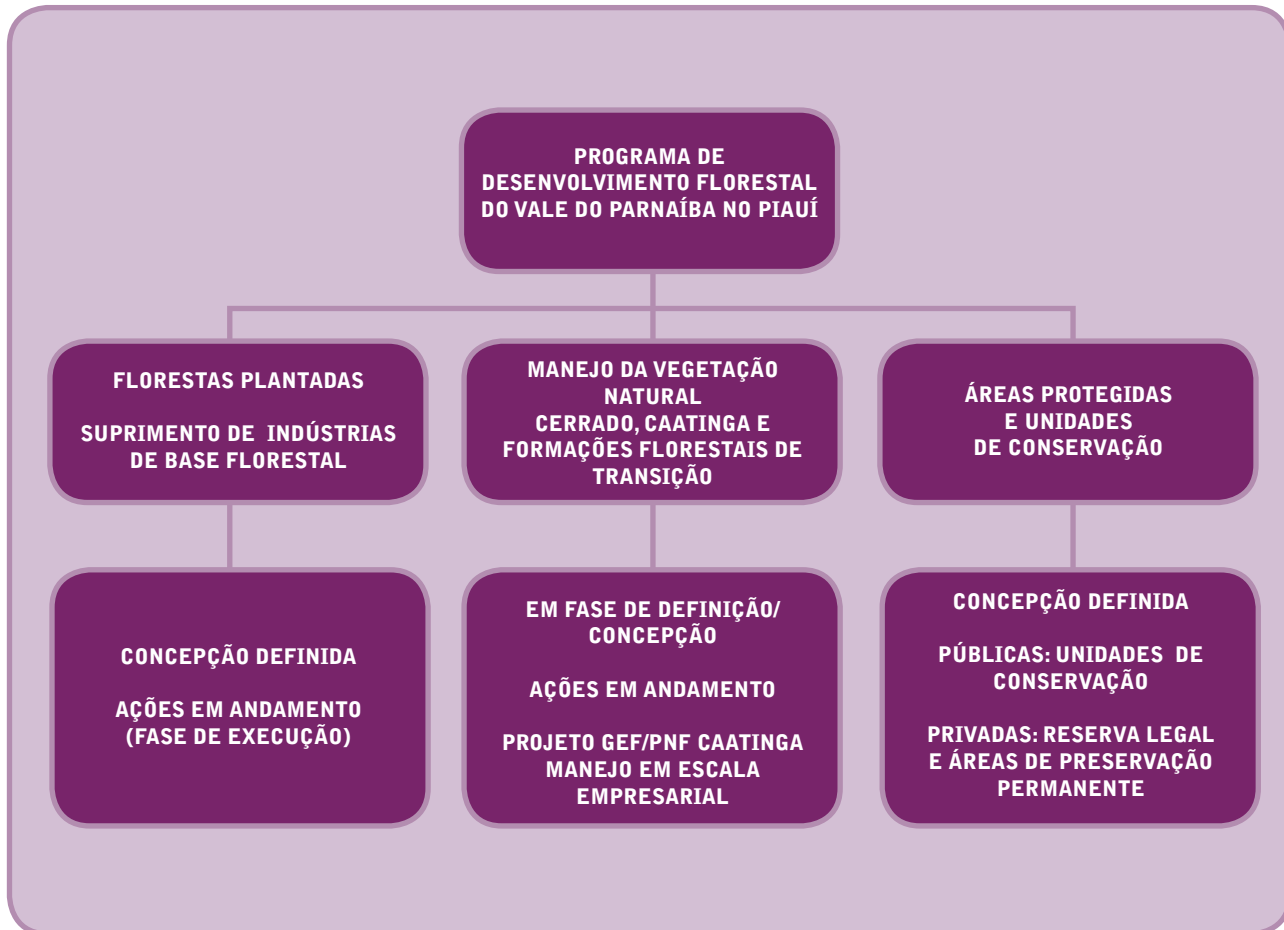 PROGRAMA DE
DESENVOLVIMENTO FLORESTAL
DO VALE DO PARNAÍBA NO PIAUÍ
FLORESTAS PLANTADAS
SUPRIMENTO DE INDÚSTRIAS
DE BASE FLORESTAL
MANEJO DA VEGETAÇÃO
NATURAL
CERRADO, CAATINGA E
FORMAÇÕES FLORESTAIS DE
TRANSIÇÃO
ÁREAS PROTEGIDAS
E UNIDADES
DE CONSERVAÇÃO
CONCEPÇÃO DEFINIDA
AÇÕES EM ANDAMENTO
(FASE DE EXECUÇÃO)
EM FASE DE DEFINIÇÃO/
CONCEPÇÃO
AÇÕES EM ANDAMENTO
PROJETO GEF/PNF CAATINGA
MANEJO EM ESCALA
EMPRESARIAL
CONCEPÇÃO DEFINIDA
PÚBLICAS: UNIDADES DE
CONSERVAÇÃO
PRIVADAS: RESERVA LEGAL
E ÁREAS DE PRESERVAÇÃO
PERMANENTE